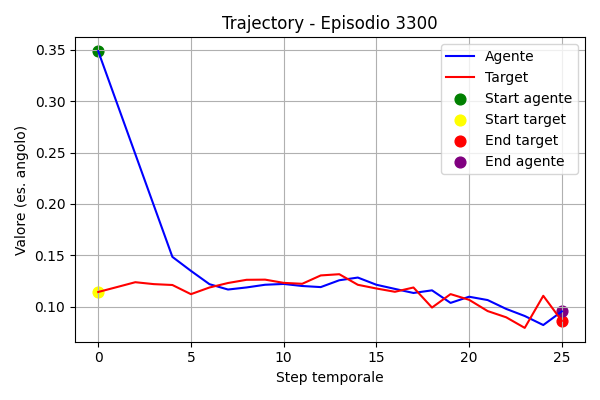 Trajectory - Episodio 3300
Valore (es. angolo)
0.35
0.30
0.25
0.20
0.15
0.10
0
5
10
15
20
25
Step temporale
Agente
Target
Start agente
Start target
End target
End agente